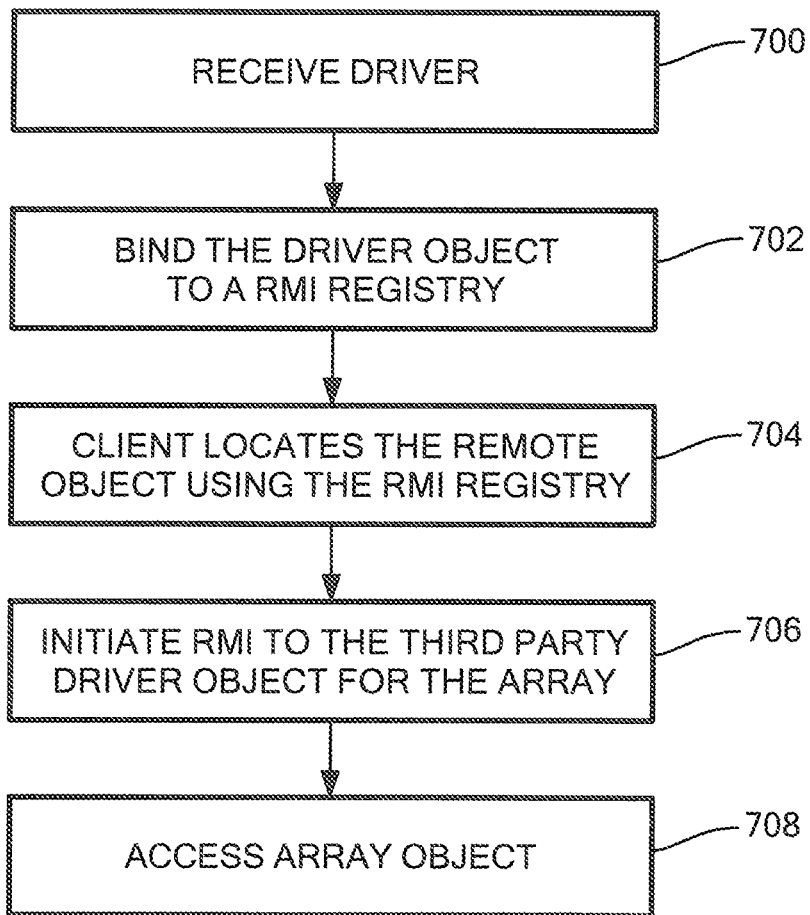 RECEIVE DRIVER
700
BIND THE DRIVER OBJECT
TO A RMI REGISTRY
702
CLIENT LOCATES THE REMOTE
OBJECT USING THE RMI REGISTRY
704
INITIATE RMI TO THE THIRD PARTY
DRIVER OBJECT FOR THE ARRAY
706
ACCESS ARRAY OBJECT
708